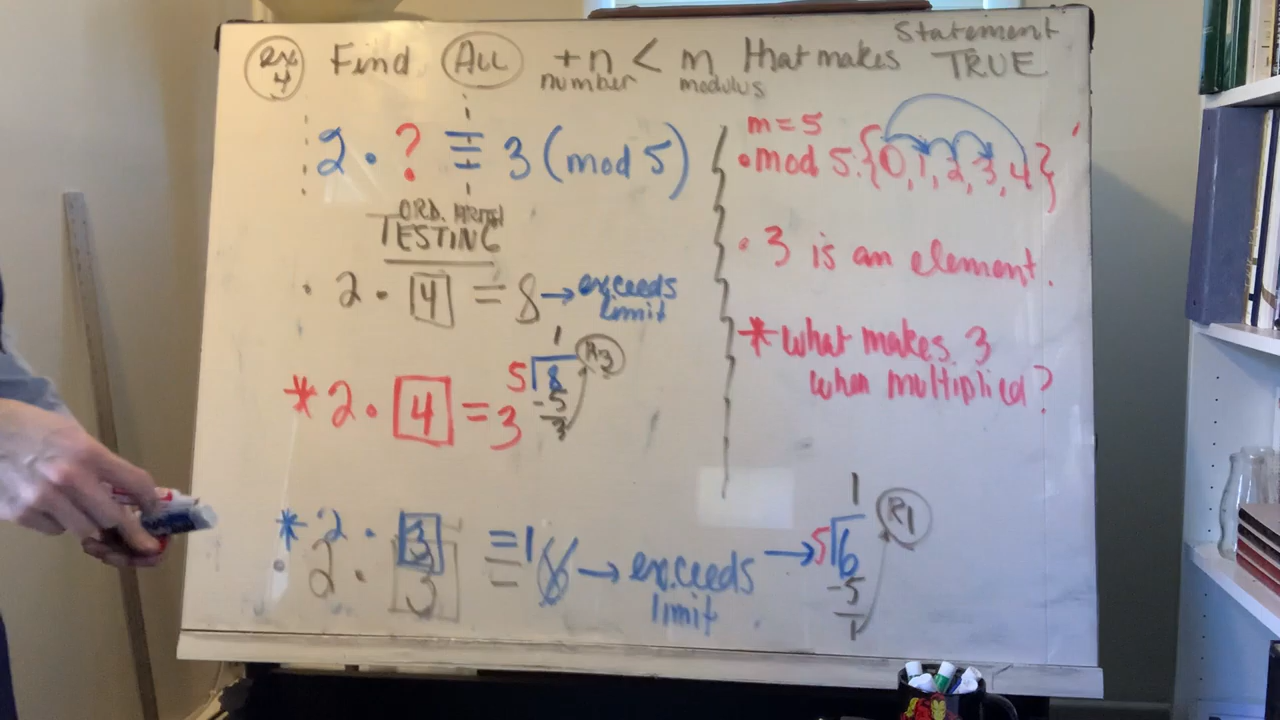 ex 4 Find ALL +n < m that makes Statement TRUE
number modulus
2 · ? ≡ 3 (mod 5)
ORD. MULT
TESTING
· 2 · 4 = 8 → exceeds limit
1 R3
5 8
-5
3
* 2 · 4 = 3
* 2 · 3 = 1
· 2 · 3 = 6 → exceeds limit → 5 6
1 R1
-5
1
m = 5
• mod 5: {0, 1, 2, 3, 4}
• 3 is an element.
* What makes 3
when multiplied?